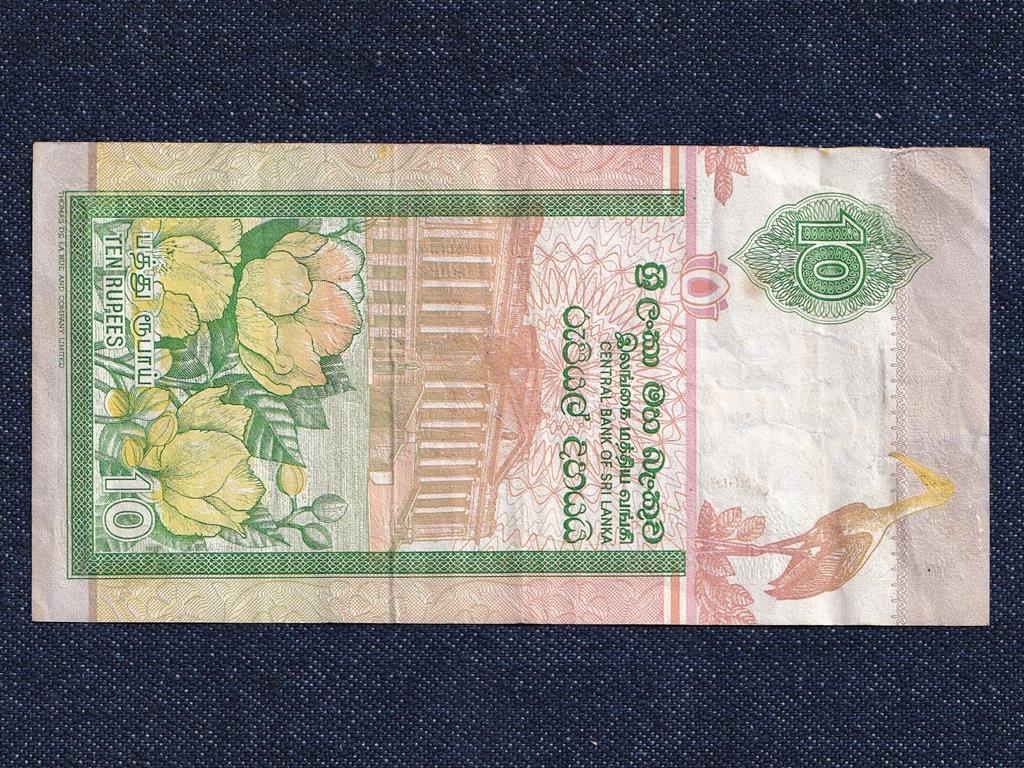 10
ශ්‍රී ලංකා මහ බැංකුව
இலங்கை மத்திய வங்கி
CENTRAL BANK OF SRI LANKA
රුපියල් දහයයි
பத்து ரூபாய்
TEN RUPEES
10
THOMAS DE LA RUE AND COMPANY LIMITED